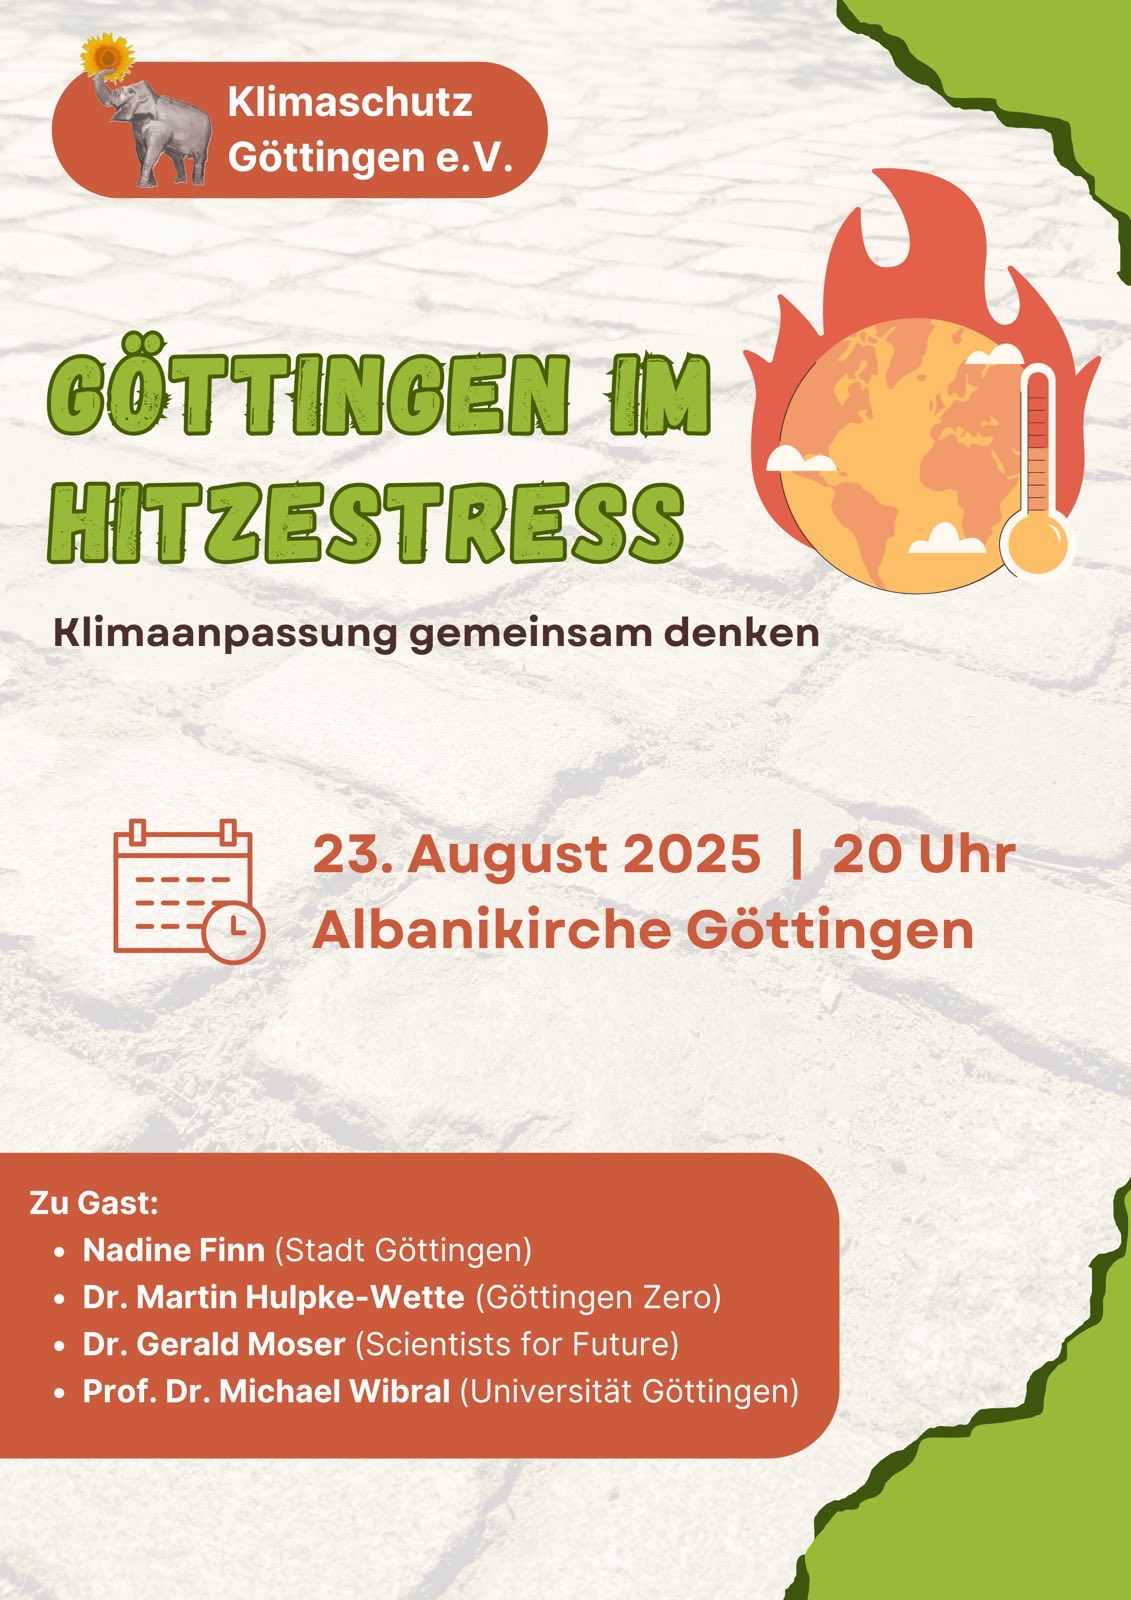 Klimaschutz
Göttingen e.V.
GÖTTINGEN IM
HITZESTRESS
Klimaanpassung gemeinsam denken
23. August 2025 | 20 Uhr
Albanikirche Göttingen
Zu Gast:
• Nadine Finn (Stadt Göttingen)
• Dr. Martin Hulpke-Wette (Göttingen Zero)
• Dr. Gerald Moser (Scientists for Future)
• Prof. Dr. Michael Wibral (Universität Göttingen)